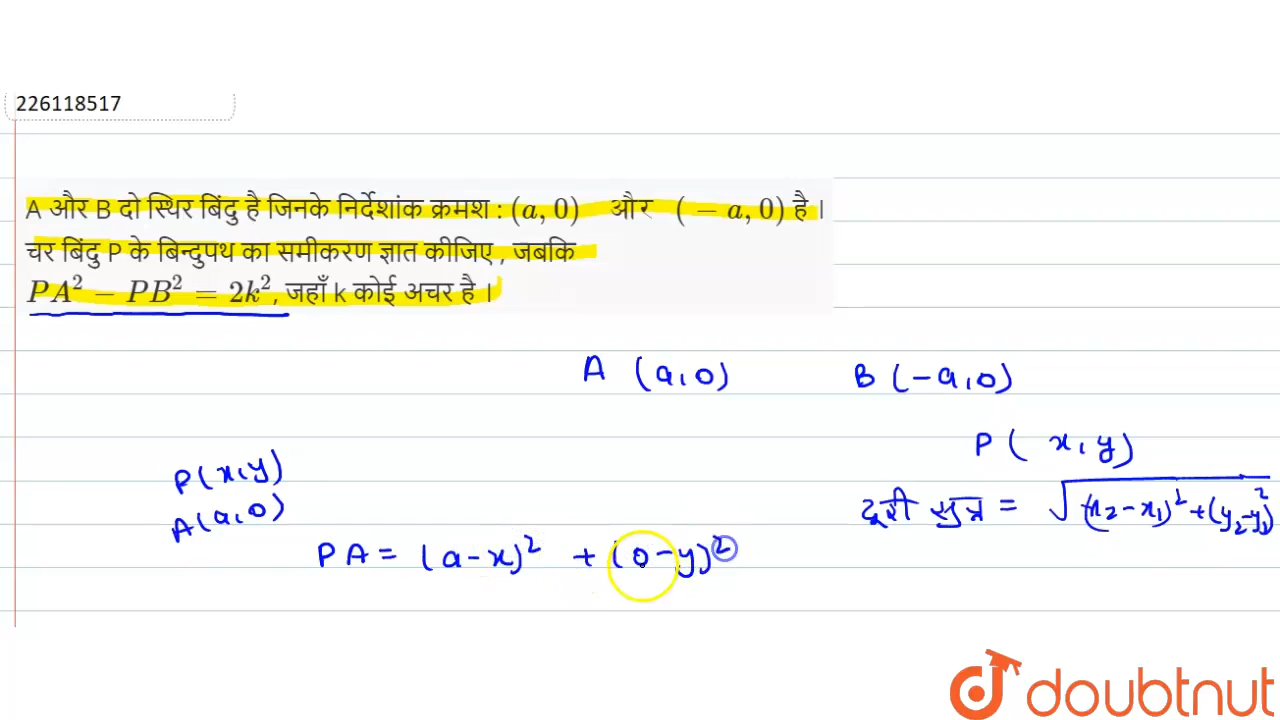 226118517
A और B दो स्थिर बिंदु है जिनके निर्देशांक क्रमश : (a, 0) और (-a, 0) है ।
चर बिंदु P के बिन्दुपथ का समीकरण ज्ञात कीजिए , जबकि
PA² - PB² = 2k², जहाँ k कोई अचर है ।
A (a,0) B (-a,0)
P ( x, y)
P(x,y)
A(a,0)
दूरी सूत्र = √(x₂-x₁)²+(y₂-y₁)²
PA = (a-x)² + (0-y)²
doubtnut